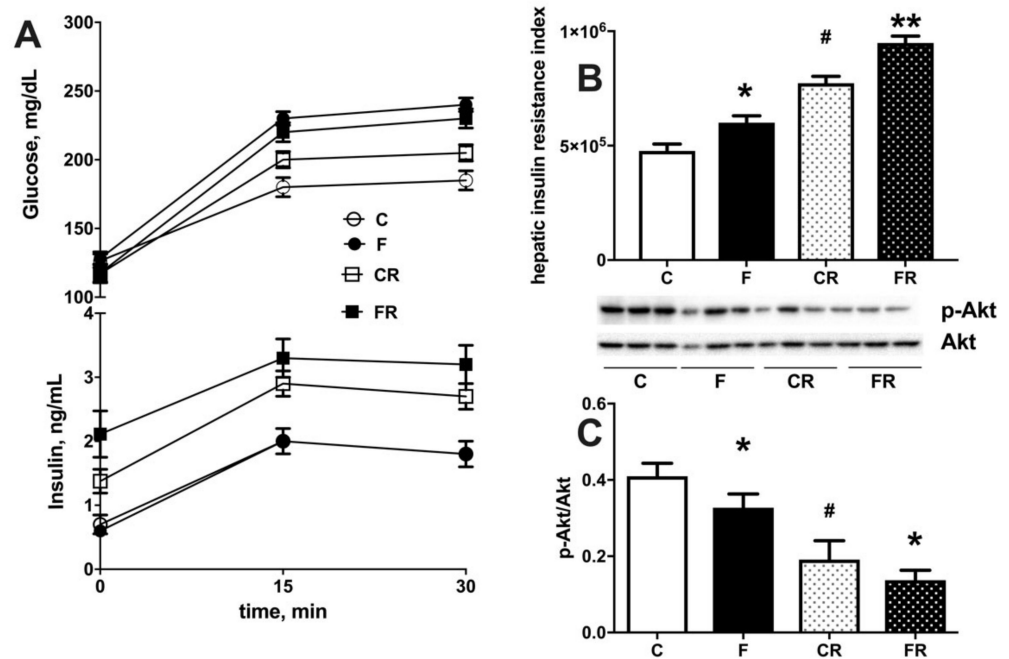 A
Glucose, mg/dL
300
250
200
150
100
C
F
CR
FR
Insulin, ng/mL
4
3
2
1
0
0 15 30
time, min
B
hepatic insulin resistance index
1×10⁶
5×10⁵
0
*
#
**
C F CR FR
p-Akt
Akt
C F CR FR
C
p-Akt/Akt
0.6
0.4
0.2
0.0
*
#
*
C F CR FR